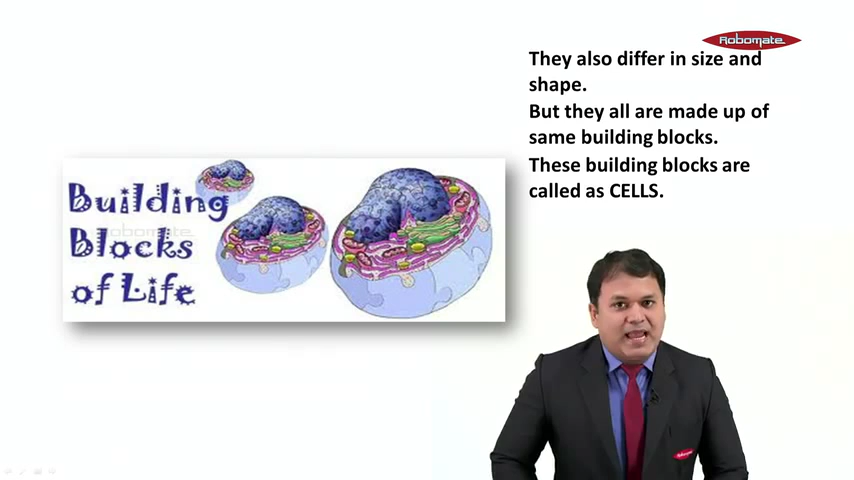 Robomate
They also differ in size and
shape.
But they all are made up of
same building blocks.
These building blocks are
called as CELLS.
Building
Blocks
of Life
Robomate